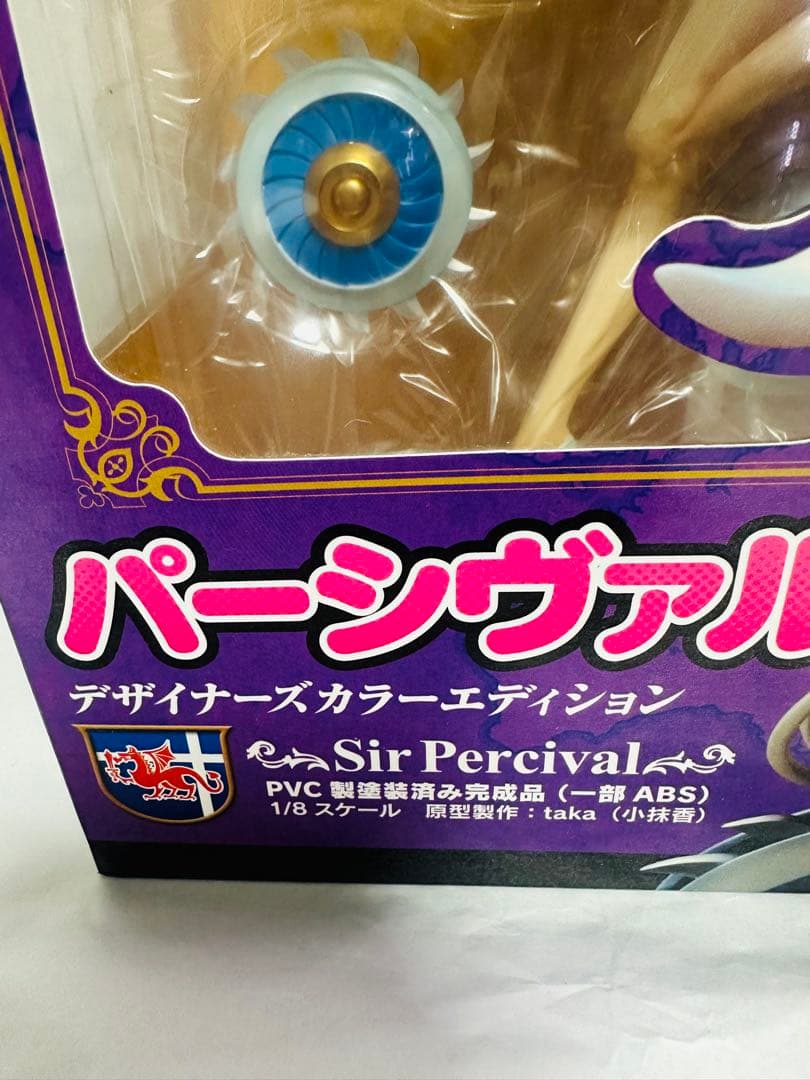 パーシヴァル
デザイナーズカラーエディション
Sir Percival
PVC 製塗装済み完成品（一部 ABS）
1/8 スケール　原型製作：taka（小抹香）